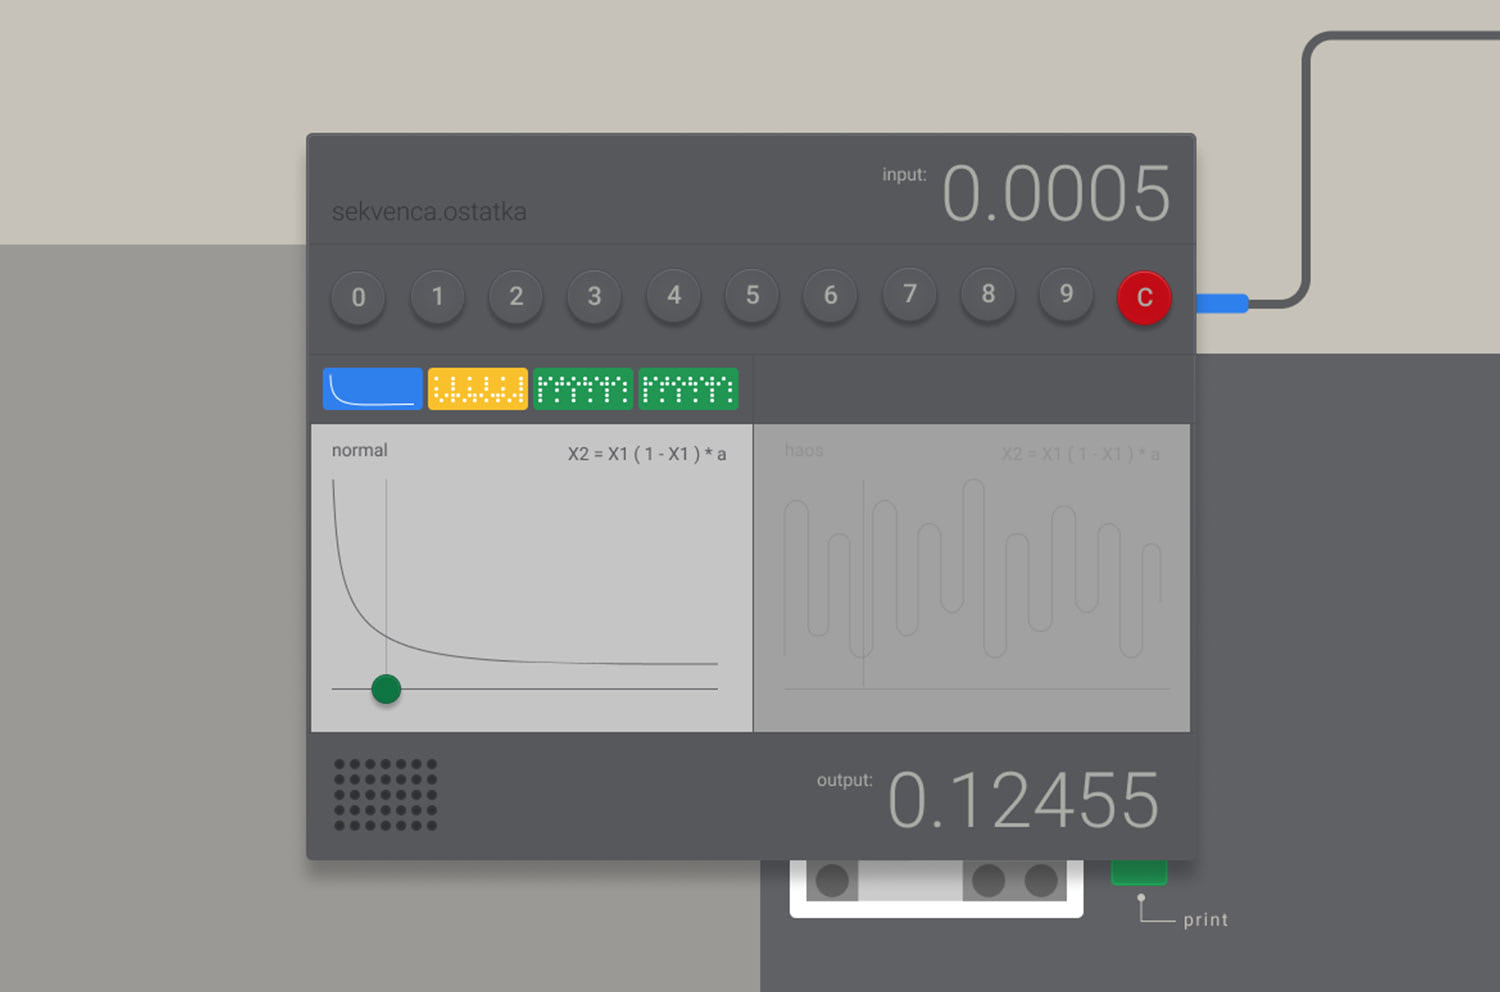 input: 0.0005
sekvenca.ostatka
0 1 2 3 4 5 6 7 8 9 C
normal
X2 = X1 ( 1 - X1 ) * a
haos
X2 = X1 ( 1 - X1 ) * a
output: 0.12455
print